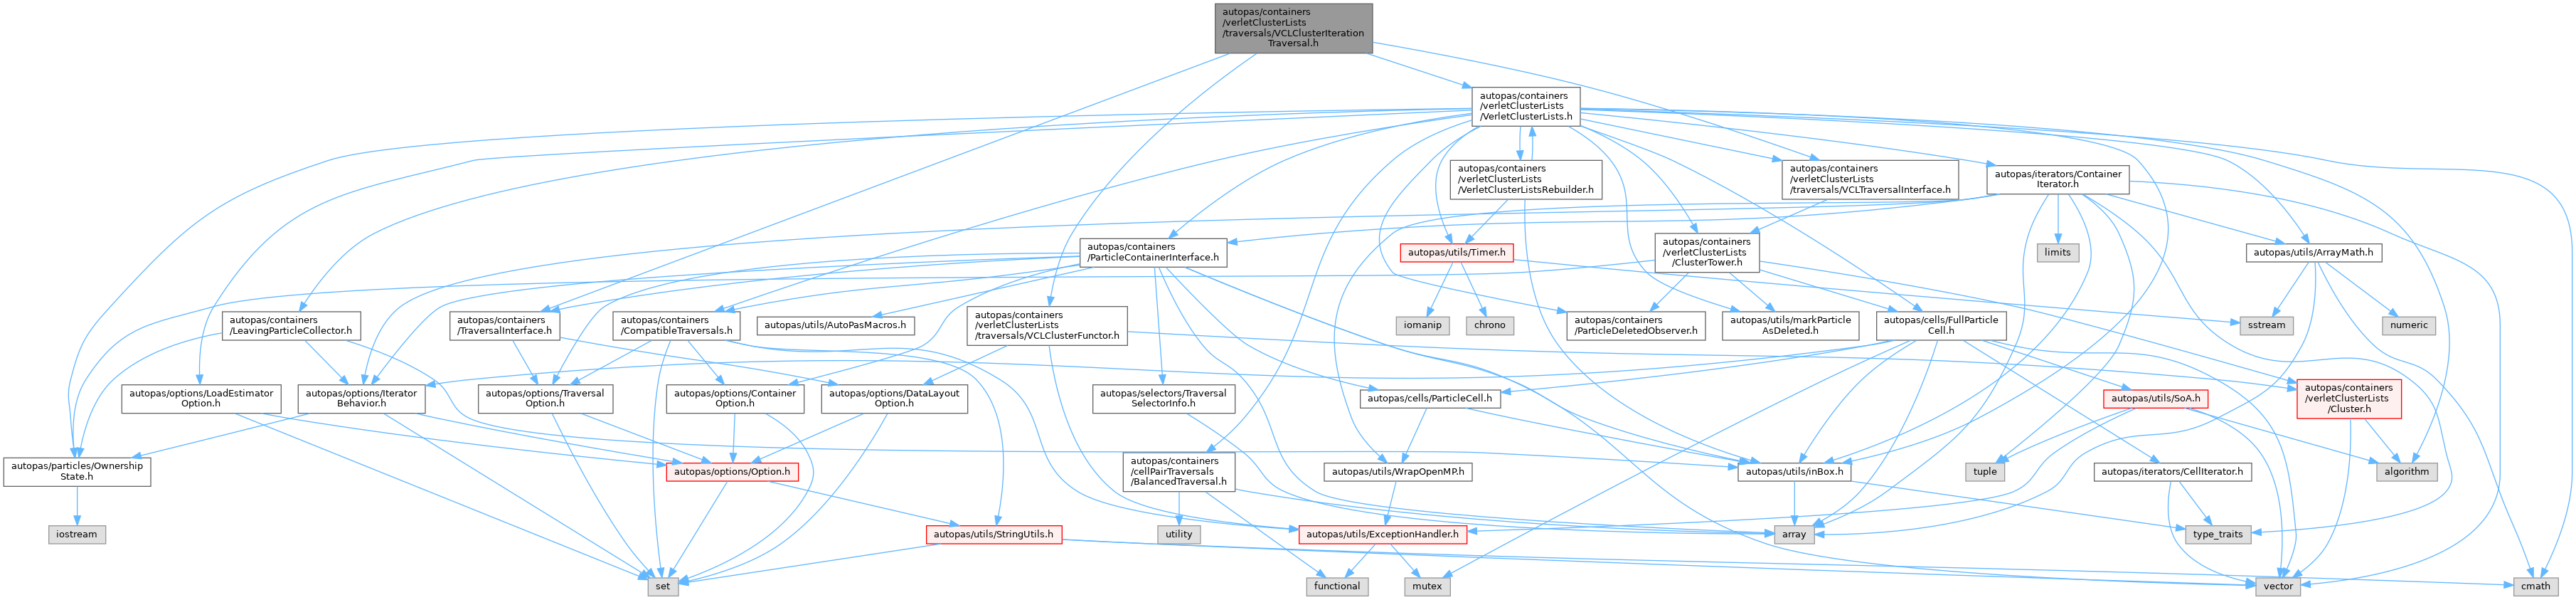 autopas/containers
/verletClusterLists
/traversals/VCLClusterIteration
Traversal.h
autopas/containers
/verletClusterLists
/VerletClusterLists.h
autopas/containers
/verletClusterLists
/VerletClusterListsRebuilder.h
autopas/containers
/verletClusterLists
/traversals/VCLTraversalInterface.h
autopas/iterators/Container
Iterator.h
autopas/containers
/ParticleContainerInterface.h
autopas/utils/Timer.h
autopas/containers
/verletClusterLists
/ClusterTower.h
limits
autopas/utils/ArrayMath.h
autopas/containers
/LeavingParticleCollector.h
autopas/containers
/TraversalInterface.h
autopas/containers
/CompatibleTraversals.h
autopas/utils/AutoPasMacros.h
autopas/containers
/verletClusterLists
/traversals/VCLClusterFunctor.h
iomanip
chrono
autopas/containers
/ParticleDeletedObserver.h
autopas/utils/markParticle
AsDeleted.h
autopas/cells/FullParticle
Cell.h
sstream
numeric
autopas/options/LoadEstimator
Option.h
autopas/options/Iterator
Behavior.h
autopas/options/Traversal
Option.h
autopas/options/Container
Option.h
autopas/options/DataLayout
Option.h
autopas/selectors/Traversal
SelectorInfo.h
autopas/cells/ParticleCell.h
autopas/utils/SoA.h
autopas/containers
/verletClusterLists
/Cluster.h
autopas/particles/Ownership
State.h
autopas/options/Option.h
autopas/containers
/cellPairTraversals
/BalancedTraversal.h
autopas/utils/WrapOpenMP.h
autopas/utils/inBox.h
tuple
autopas/iterators/CellIterator.h
algorithm
iostream
autopas/utils/StringUtils.h
utility
autopas/utils/ExceptionHandler.h
array
type_traits
set
functional
mutex
vector
cmath